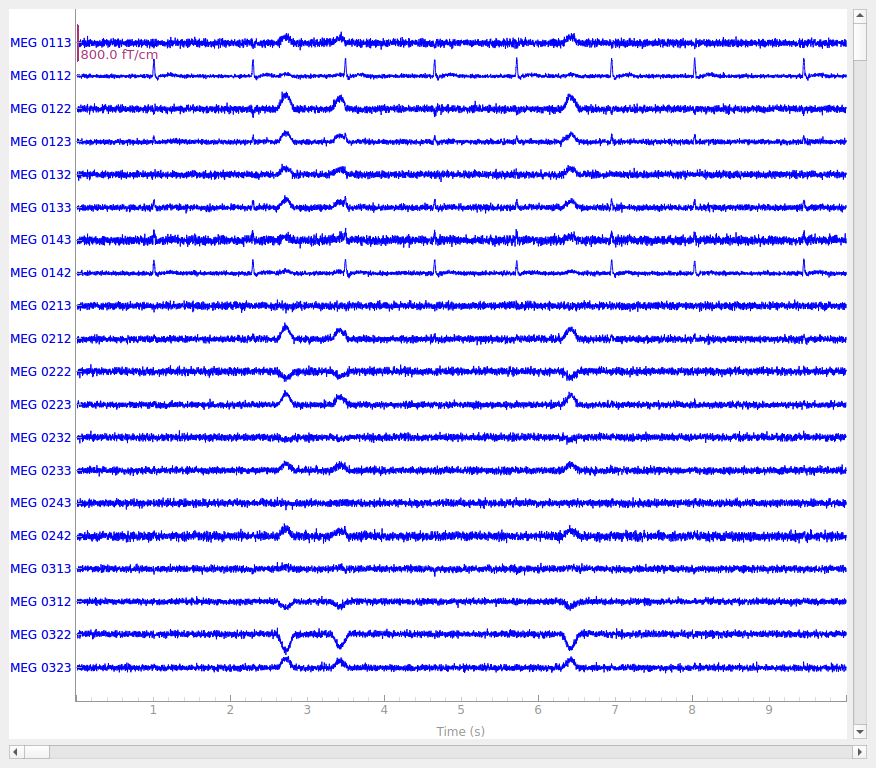 MEG 0113
800.0 fT/cm
MEG 0112
MEG 0122
MEG 0123
MEG 0132
MEG 0133
MEG 0143
MEG 0142
MEG 0213
MEG 0212
MEG 0222
MEG 0223
MEG 0232
MEG 0233
MEG 0243
MEG 0242
MEG 0313
MEG 0312
MEG 0322
MEG 0323
1 2 3 4 5 6 7 8 9
Time (s)